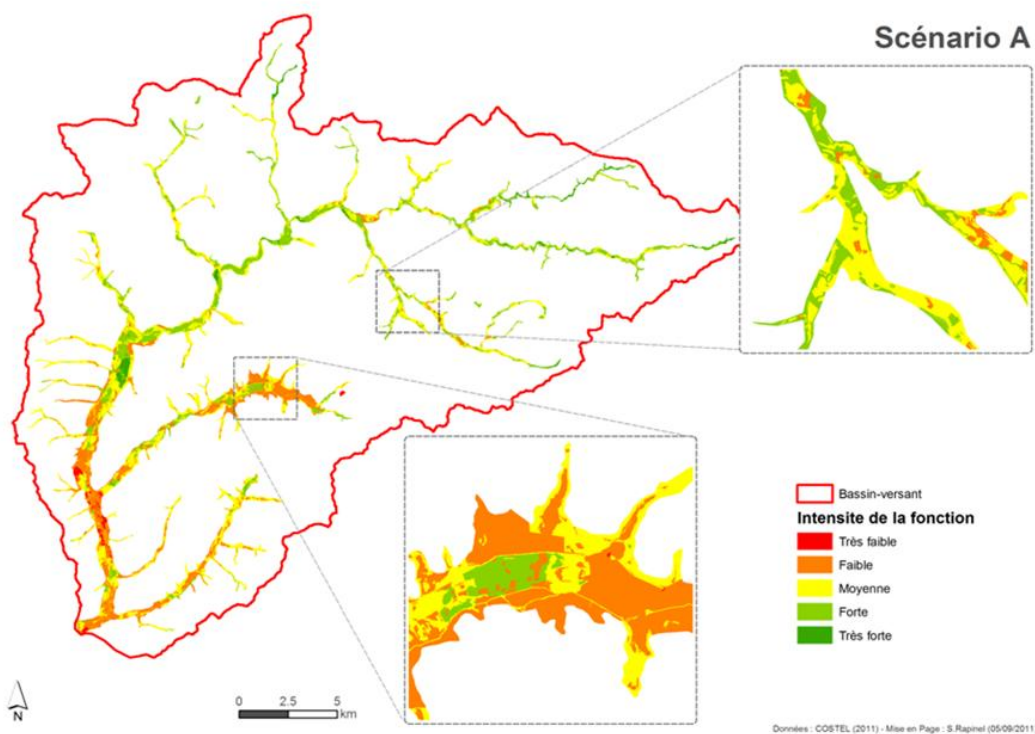 Scénario A
Bassin-versant
Intensite de la fonction
Très faible
Faible
Moyenne
Forte
Très forte
N
0 2.5 5
km
Données : COSTEL (2011) - Mise en Page : S.Rapinel (05/09/2011)